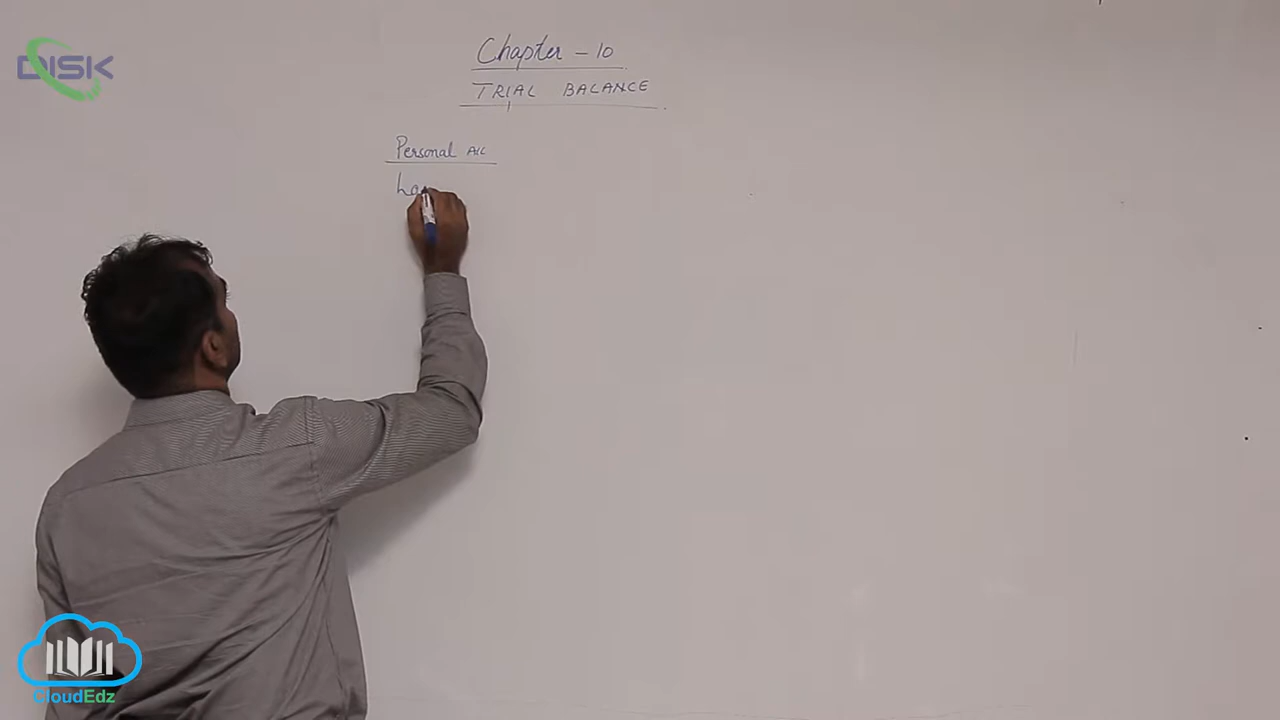 DISK
Chapter - 10
TRIAL BALANCE
Personal A/c
CloudEdz